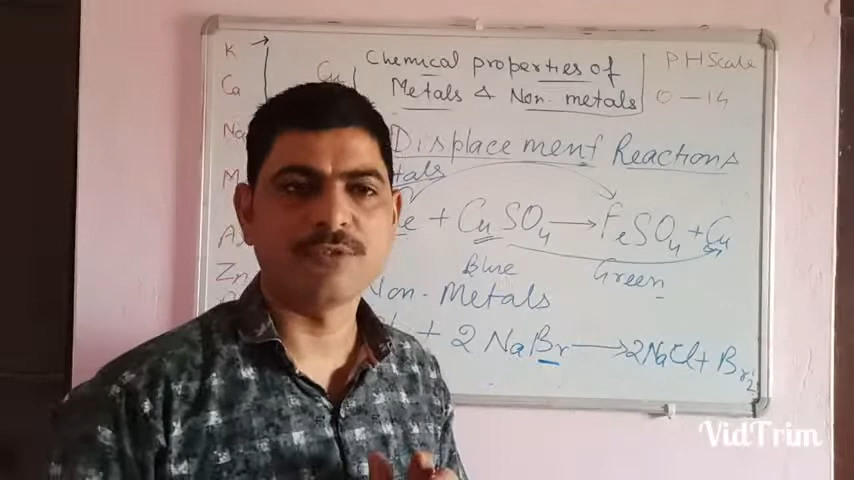 K
Ca
Na
Zn
Cu
Chemical properties of
Metals & Non-metals
PH Scale
0 — 14
Displacement Reactions
+ CuSO4 → FeSO4 + Cu
Blue
Green
Non-Metals
+ 2 NaBr → 2NaCl + Br2
VidTrim